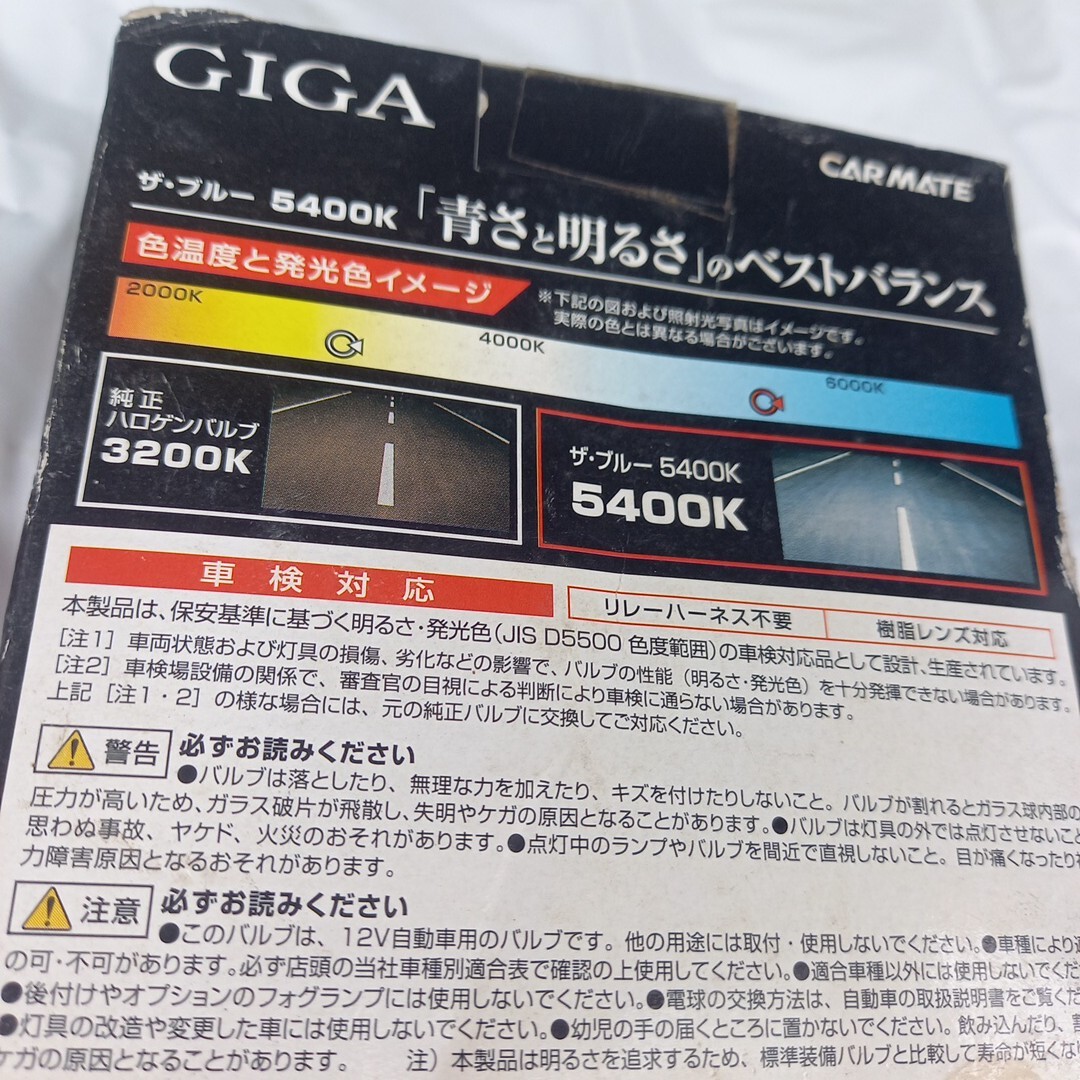 GIGA
CARMATE
ザ・ブルー 5400K 「青さと明るさ」のベストバランス
色温度と発光色イメージ
※下記の図および照射光写真はイメージです。
実際の色とは異なる場合がございます。
2000K
4000K
6000K
純正
ハロゲンバルブ
3200K
ザ・ブルー 5400K
5400K
車検対応
リレーハーネス不要
樹脂レンズ対応
本製品は、保安基準に基づく明るさ・発光色(JIS D5500 色度範囲)の車検対応品として設計、生産されています。
[注1] 車両状態および灯具の損傷、劣化などの影響で、バルブの性能(明るさ・発光色)を十分発揮できない場合があります。
[注2] 車検場設備の関係で、審査官の目視による判断により車検に通らない場合があります。
上記[注1・2]の様な場合には、元の純正バルブに交換してご対応ください。
警告 必ずお読みください
●バルブは落としたり、無理な力を加えたり、キズを付けたりしないこと。バルブが割れるとガラス球内部の
圧力が高いため、ガラス破片が飛散し、失明やケガの原因となることがあります。●バルブは灯具の外では点灯させないこと
思わぬ事故、ヤケド、火災のおそれがあります。●点灯中のランプやバルブを間近で直視しないこと。目が痛くなったり
力障害原因となるおそれがあります。
注意 必ずお読みください
●このバルブは、12V自動車用のバルブです。他の用途には取付・使用しないでください。●車種により
の可・不可があります。必ず店頭の当社車種別適合表で確認の上使用してください。●適合車種以外には使用しないでくだ
●後付けやオプションのフォグランプには使用しないでください。●電球の交換方法は、自動車の取扱説明書をご覧くだ
●灯具の改造や変更した車には使用しないでください。●幼児の手の届くところに置かないでください。飲み込んだり、
ケガの原因となることがあります。 注)本製品は明るさを追求するため、標準装備バルブと比較して寿命が短くな